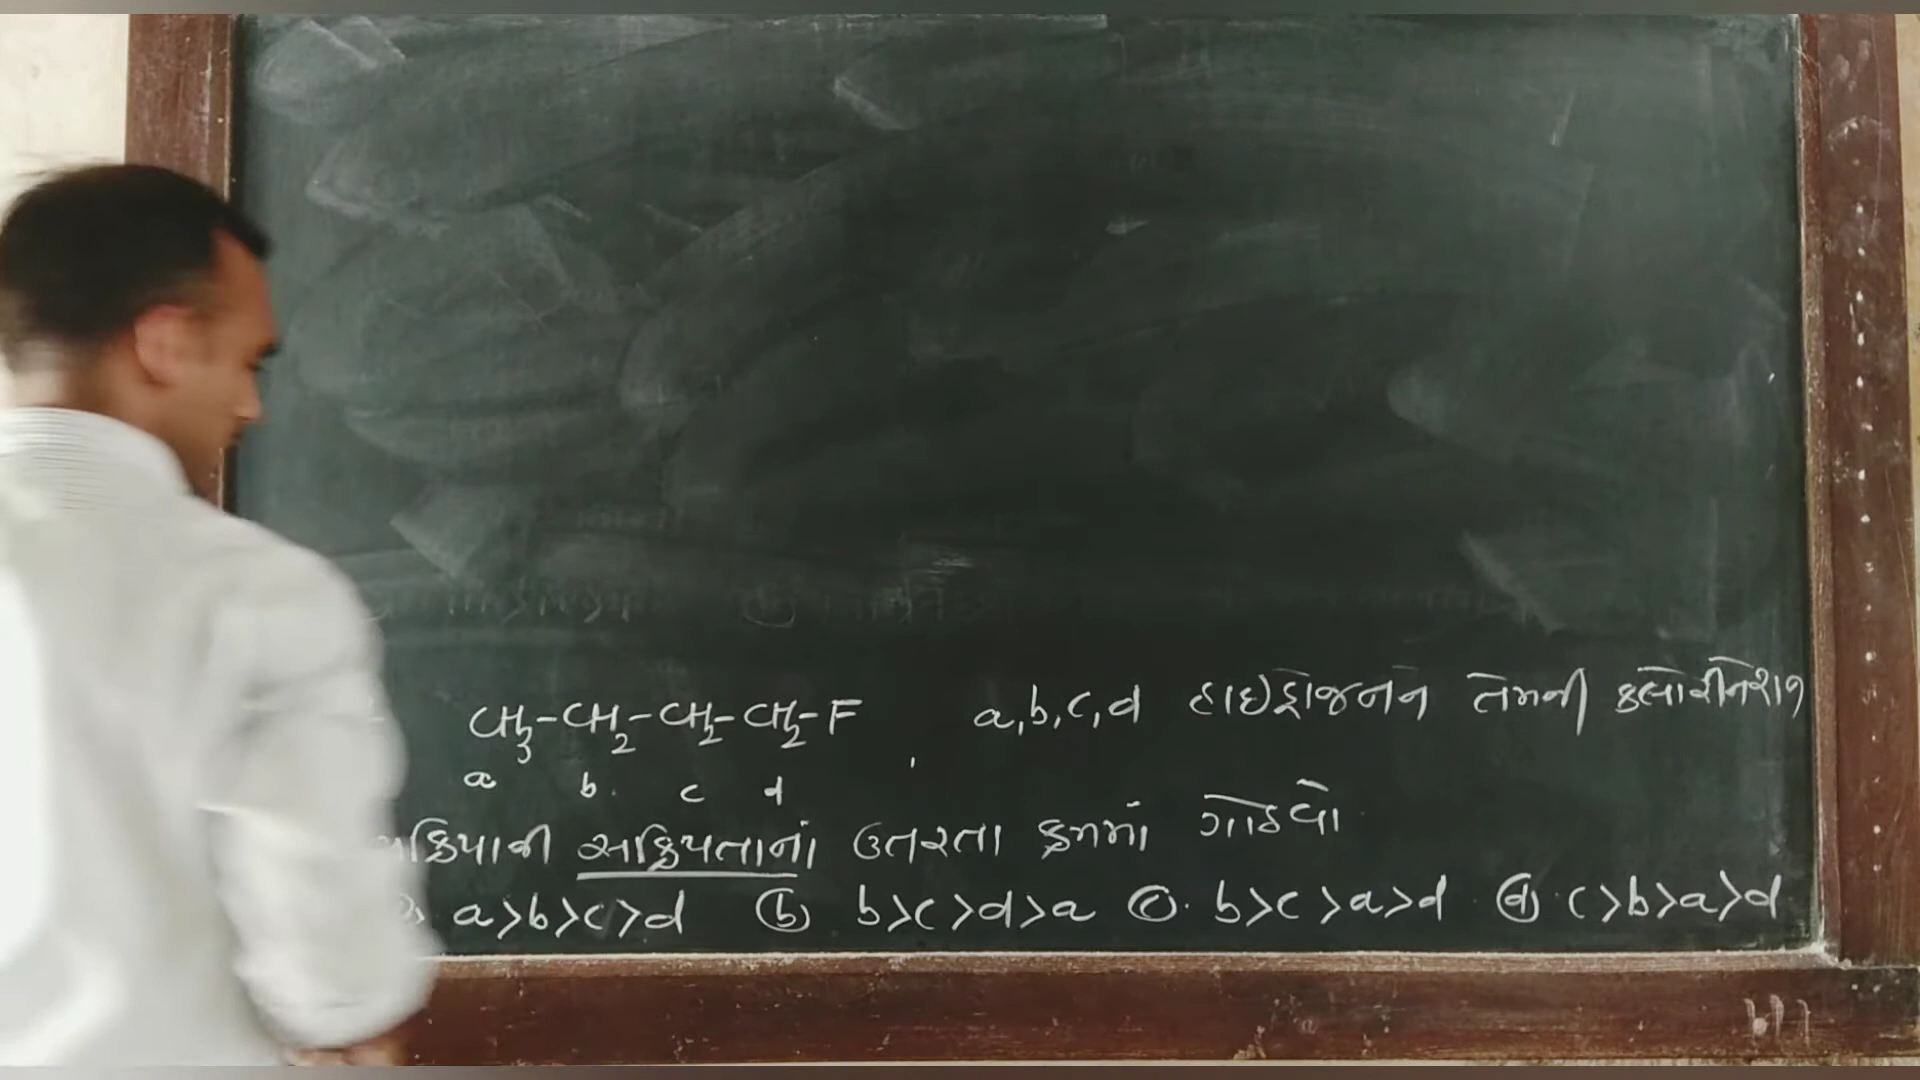 CH₃-CH₂-CH₂-CH₂-F a,b,c,d હાઇડ્રોજનને તેમની ક્લોરીનેશન
a b c d
સક્રિયતાનાં ઉતરતા ક્રમમાં ગોઠવો
a>b>c>d (b) b>c>d>a (c) b>c>a>d (d) c>b>a>d